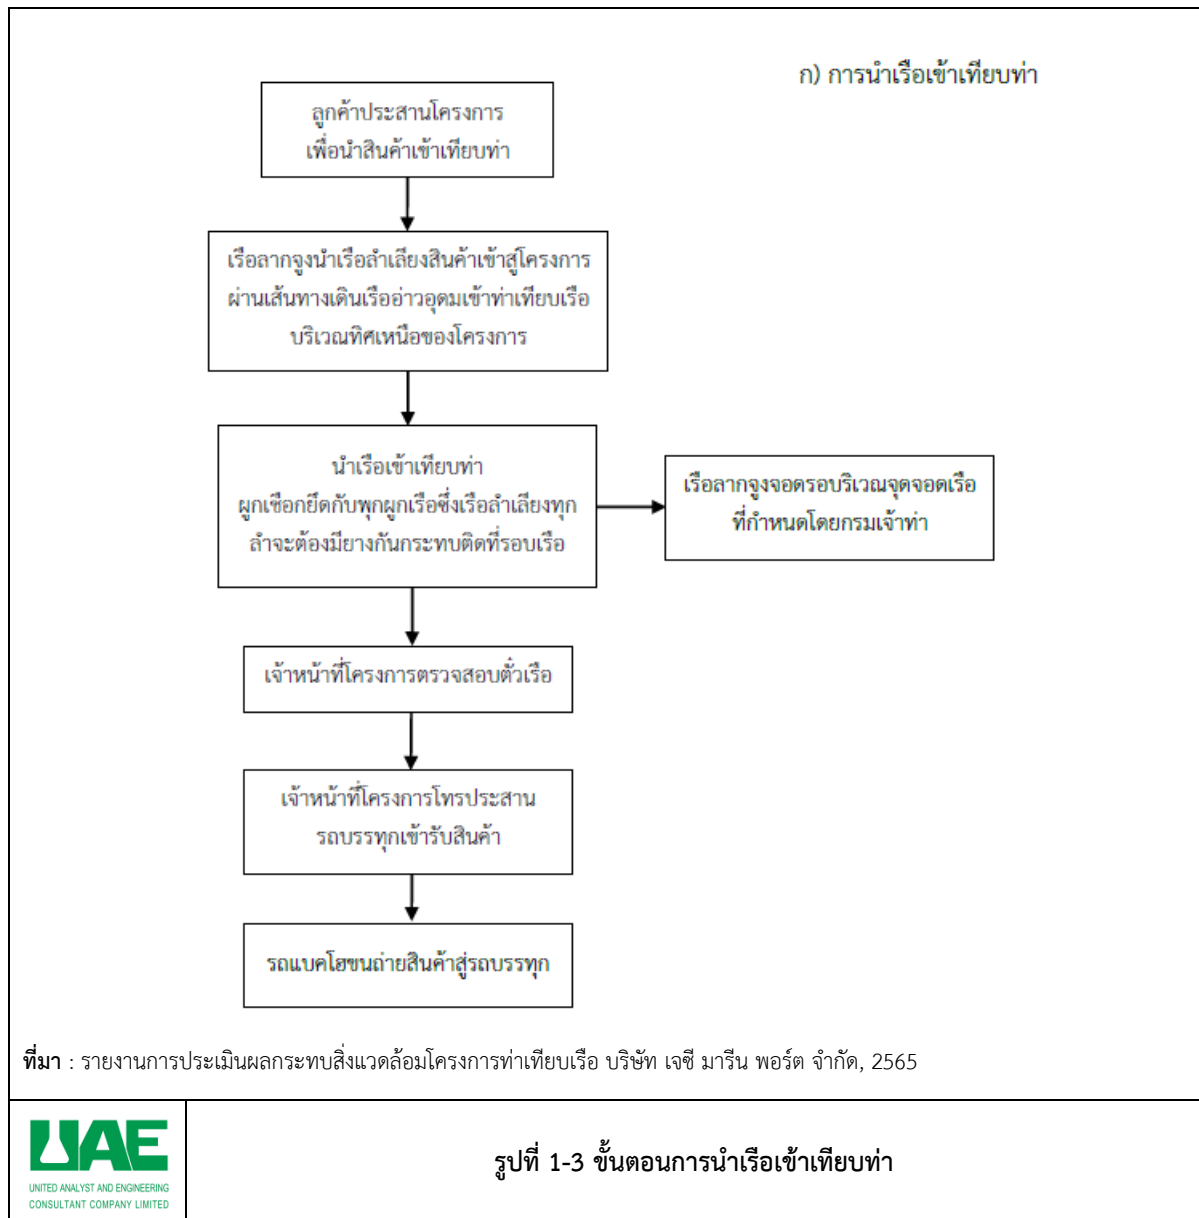 ก) การนำเรือเข้าเทียบท่า
ลูกค้าประสานโครงการ
เพื่อนำสินค้าเข้าเทียบท่า
เรือลากจูงนำเรือลำเลียงสินค้าเข้าสู่โครงการ
ผ่านเส้นทางเดินเรืออ่าวอุดมเข้าท่าเทียบเรือ
บริเวณทิศเหนือของโครงการ
นำเรือเข้าเทียบท่า
ผูกเชือกยึดกับพุกผูกเรือซึ่งเรือลำเลียงทุก
ลำจะต้องมียางกันกระทบติดที่รอบเรือ
เรือลากจูงจอดรอบริเวณจุดจอดเรือ
ที่กำหนดโดยกรมเจ้าท่า
เจ้าหน้าที่โครงการตรวจสอบตั๋วเรือ
เจ้าหน้าที่โครงการโทรประสาน
รถบรรทุกเข้ารับสินค้า
รถแบคโฮขนถ่ายสินค้าสู่รถบรรทุก
ที่มา : รายงานการประเมินผลกระทบสิ่งแวดล้อมโครงการท่าเทียบเรือ บริษัท เจซี มารีน พอร์ต จำกัด, 2565
UAE
UNITED ANALYST AND ENGINEERING
CONSULTANT COMPANY LIMITED
รูปที่ 1-3 ขั้นตอนการนำเรือเข้าเทียบท่า